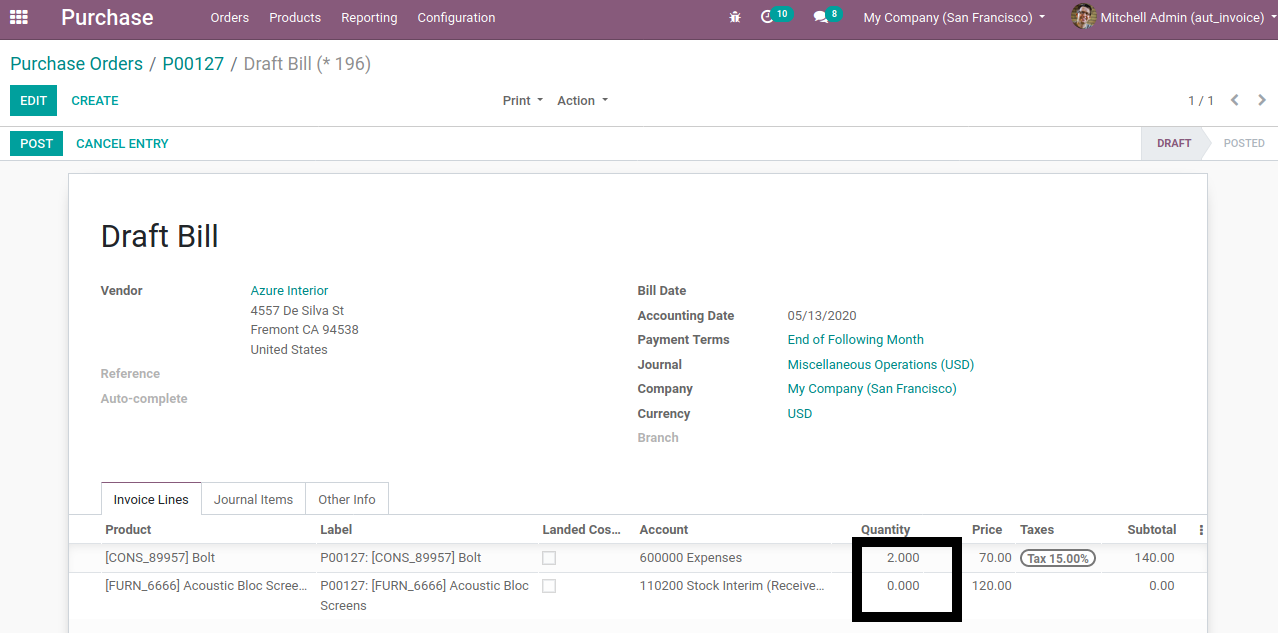 Purchase Orders Products Reporting Configuration 10 8 My Company (San Francisco) Mitchell Admin (aut_invoice)
Purchase Orders / P00127 / Draft Bill (* 196)
EDIT CREATE Print Action 1 / 1
POST CANCEL ENTRY DRAFT POSTED
Draft Bill
Vendor Azure Interior
4557 De Silva St
Fremont CA 94538
United States
Reference
Auto-complete
Bill Date
Accounting Date 05/13/2020
Payment Terms End of Following Month
Journal Miscellaneous Operations (USD)
Company My Company (San Francisco)
Currency USD
Branch
Invoice Lines Journal Items Other Info
Product Label Landed Cos... Account Quantity Price Taxes Subtotal
[CONS_89957] Bolt P00127: [CONS_89957] Bolt 600000 Expenses 2.000 70.00 Tax 15.00% 140.00
[FURN_6666] Acoustic Bloc Scree... P00127: [FURN_6666] Acoustic Bloc 110200 Stock Interim (Receive... 0.000 120.00 0.00
Screens